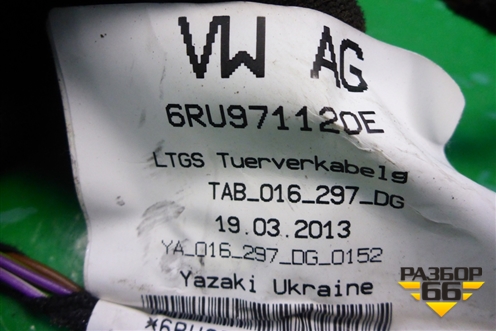 VW AG
6RU971120E
LTGS Tuerverkabelg
TAB_016_297_DG
19.03.2013
YA_016_297_DG_0152
Yazaki Ukraine
РАЗБОР
66